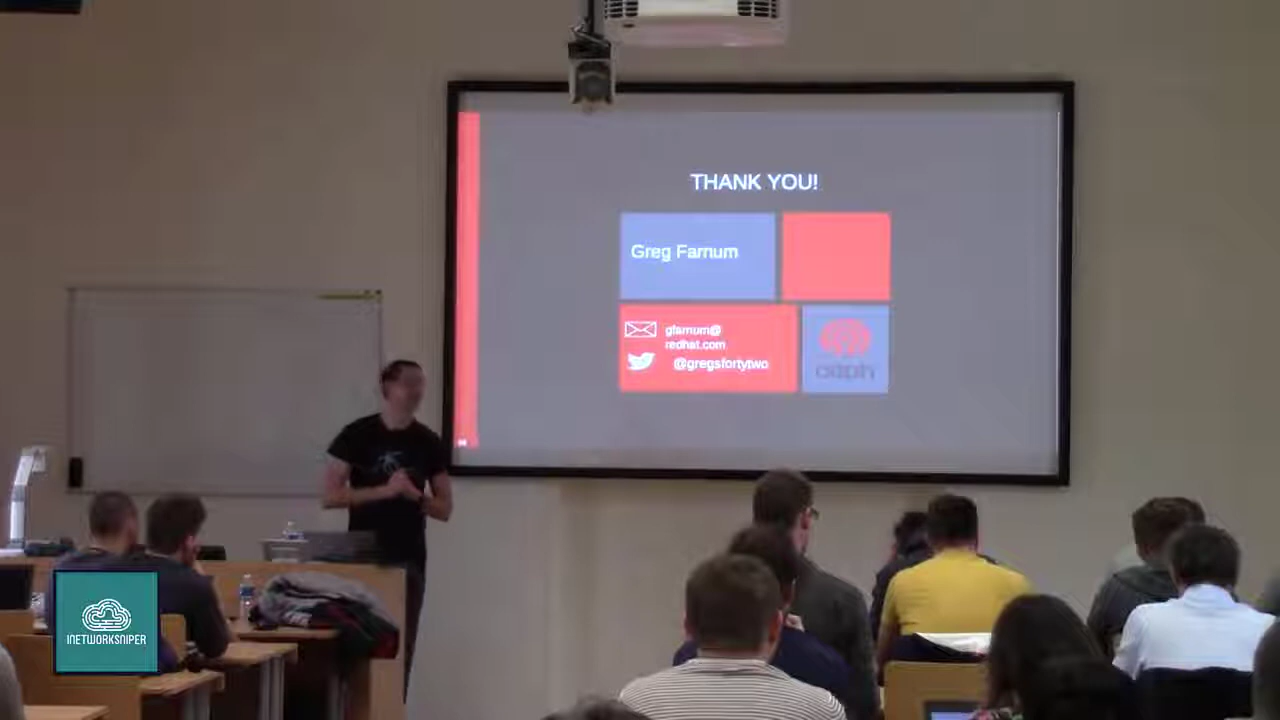 THANK YOU!
Greg Farnum
gfarnum@
redhat.com
@gregsfortytwo
ceph
INETWORKSNIPER